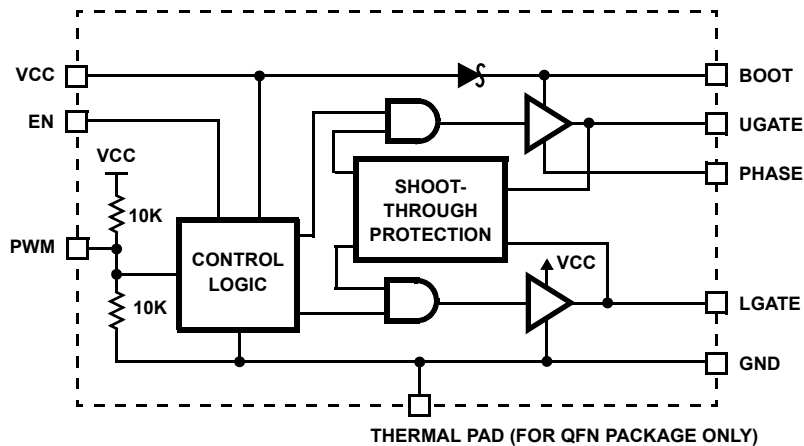 VCC
BOOT
EN
UGATE
VCC
PHASE
10K
SHOOT-
THROUGH
PROTECTION
PWM
CONTROL
LOGIC
VCC
10K
LGATE
GND
THERMAL PAD (FOR QFN PACKAGE ONLY)